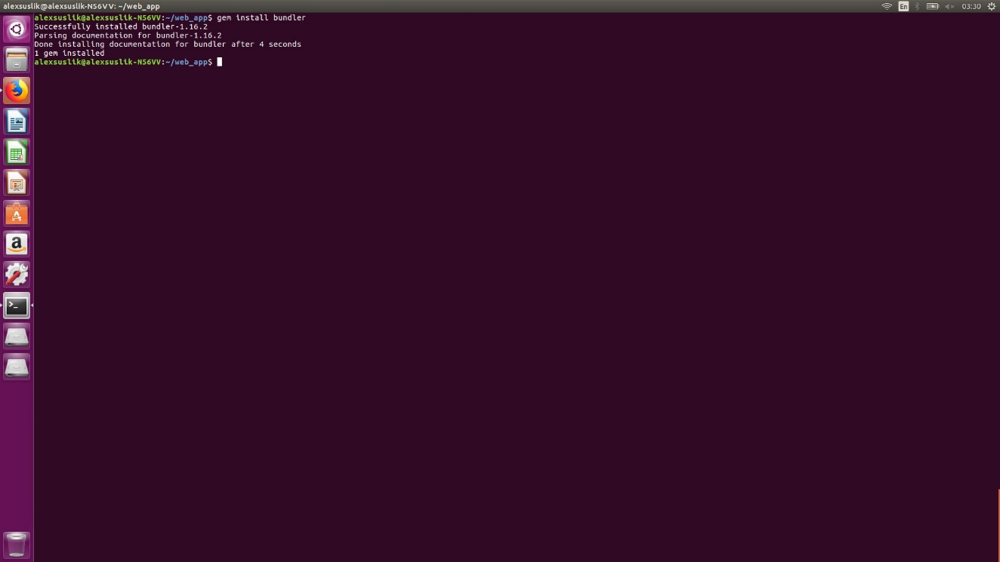 alexsuslik@alexsuslik-N56VV: ~/web_app
En
03:30
alexsuslik@alexsuslik-N56VV:~/web_app$ gem install bundler
Successfully installed bundler-1.16.2
Parsing documentation for bundler-1.16.2
Done installing documentation for bundler after 4 seconds
1 gem installed
alexsuslik@alexsuslik-N56VV:~/web_app$